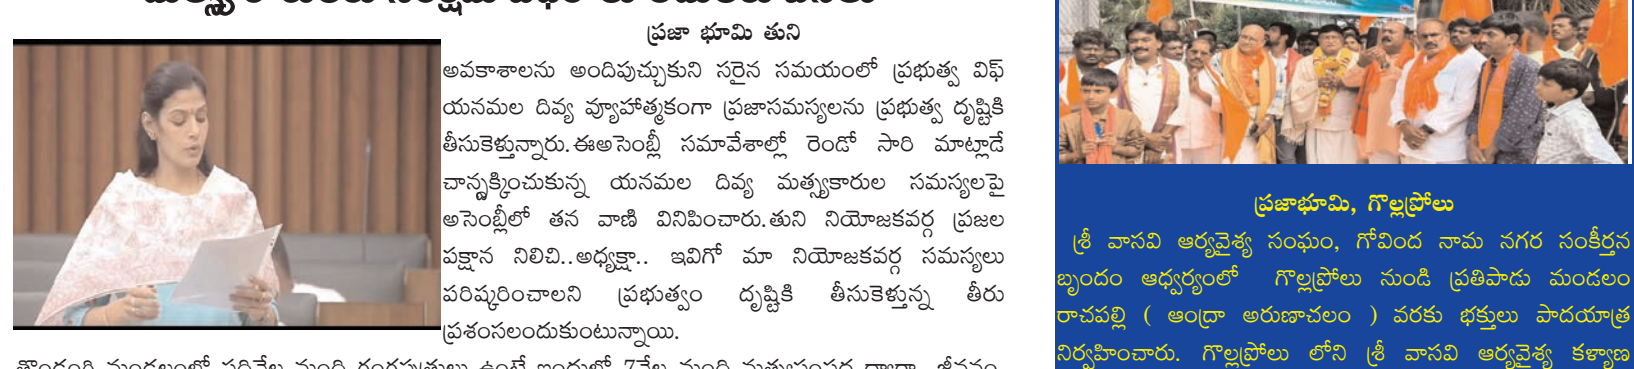 ప్రజా భూమి తుని
అవకాశాలను అందిపుచ్చుకుని సరైన సమయంలో ప్రభుత్వ విఫ్
యనమల దివ్య వ్యూహాత్మకంగా ప్రజాసమస్యలను ప్రభుత్వ దృష్టికి
తీసుకెళ్తున్నారు.ఈఅసెంబ్లీ సమావేశాల్లో రెండో సారి మాట్లాడే
చాన్నక్కించుకున్న యనమల దివ్య మత్స్యకారుల సమస్యలపై
అసెంబ్లీలో తన వాణి వినిపించారు.తుని నియోజకవర్గ ప్రజల
పక్షాన నిలిచి..అధ్యక్షా.. ఇవిగో మా నియోజకవర్గ సమస్యలు
పరిష్కరించాలని ప్రభుత్వం దృష్టికి తీసుకెళ్తున్న తీరు
ప్రశంసలందుకుంటున్నాయి.
ప్రజాభూమి, గొల్లప్రోలు
శ్రీ వాసవి ఆర్యవైశ్య సంఘం, గోవింద నామ నగర సంకీర్తన
బృందం ఆధ్వర్యంలో గొల్లప్రోలు నుండి ప్రతిపాడు మండలం
రాచపల్లి ( ఆంధ్రా అరుణాచలం ) వరకు భక్తులు పాదయాత్ర
నిర్వహించారు. గొల్లప్రోలు లోని శ్రీ వాసవి ఆర్యవైశ్య కళ్యాణ